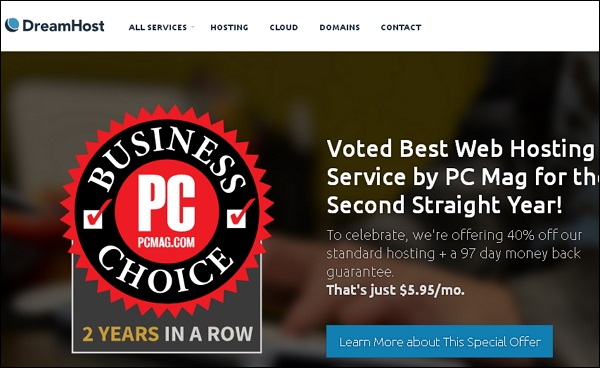 DreamHost
ALL SERVICES
HOSTING
CLOUD
DOMAINS
CONTACT
BUSINESS
PC
PCMAG.COM
CHOICE
2 YEARS IN A ROW
Voted Best Web Hosting
Service by PC Mag for the
Second Straight Year!
To celebrate, we're offering 40% off our
standard hosting + a 97 day money back
guarantee.
That's just $5.95/mo.
Learn More about This Special Offer